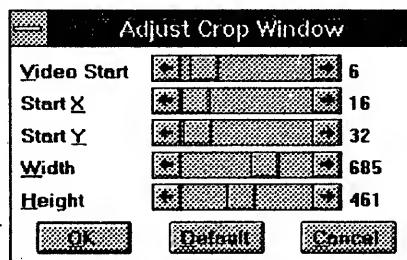 Adjust Crop Window
Video Start 6
Start X 16
Start Y 32
Width 685
Height 461
Ok Default Cancel